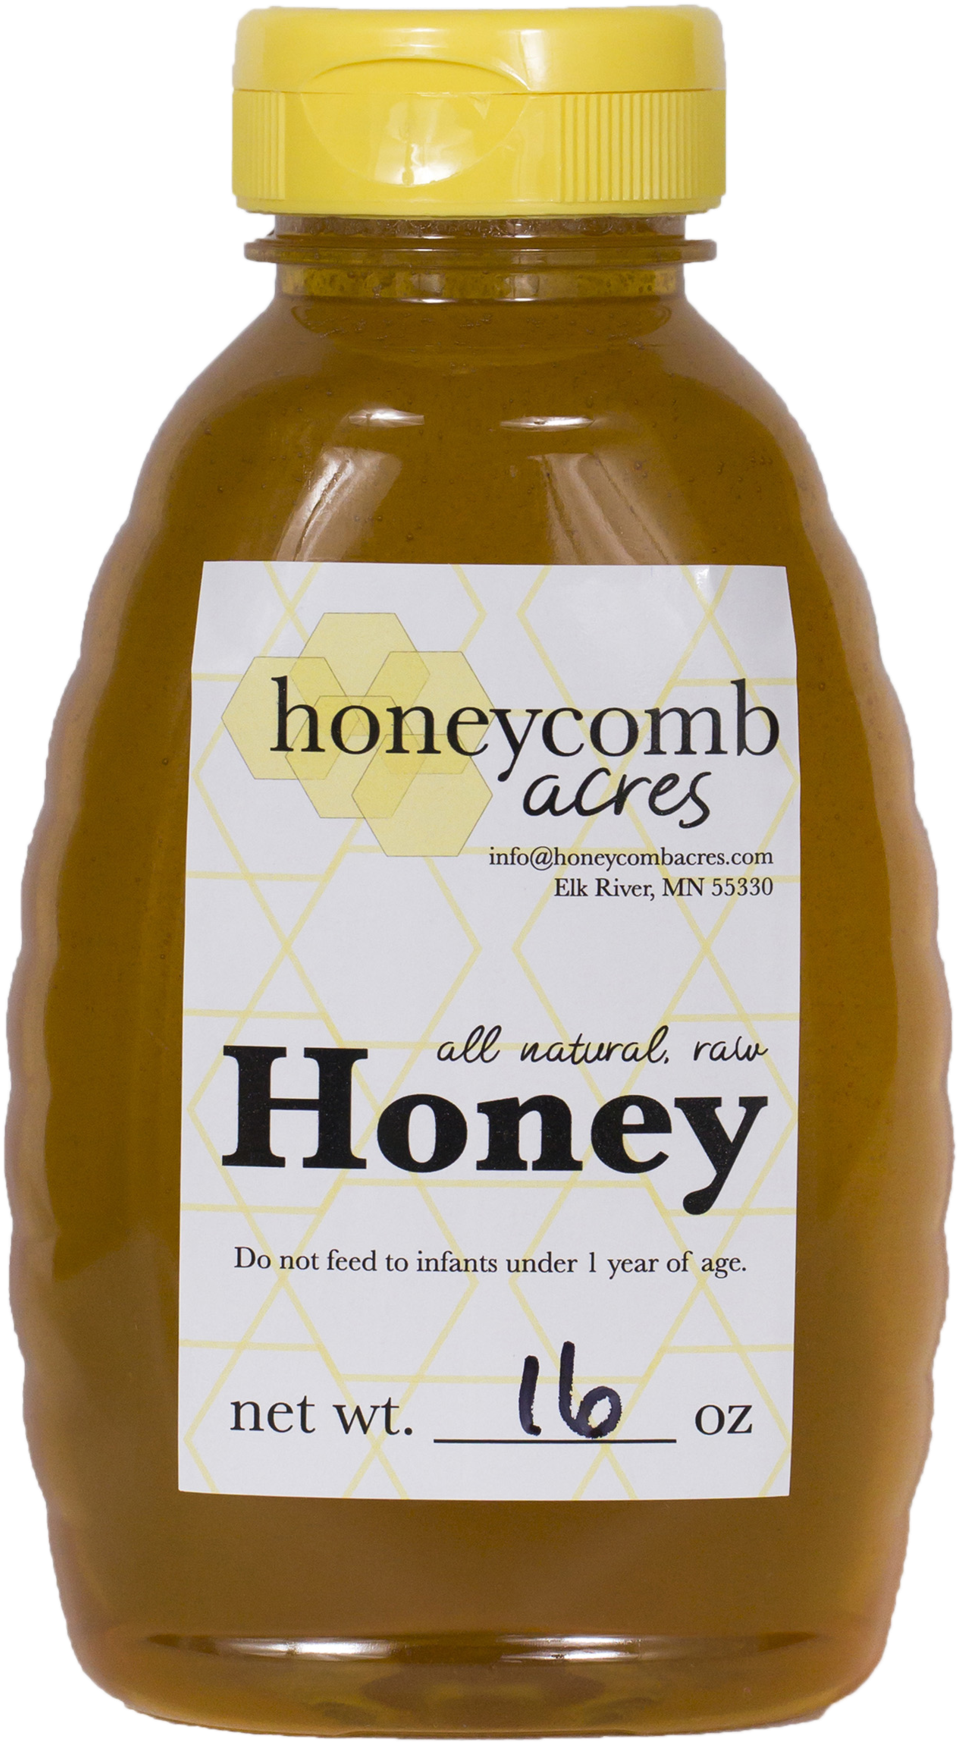 honeycomb
acres
info@honeycombacres.com
Elk River, MN 55330
all natural, raw
Honey
Do not feed to infants under 1 year of age.
net wt. 16 oz